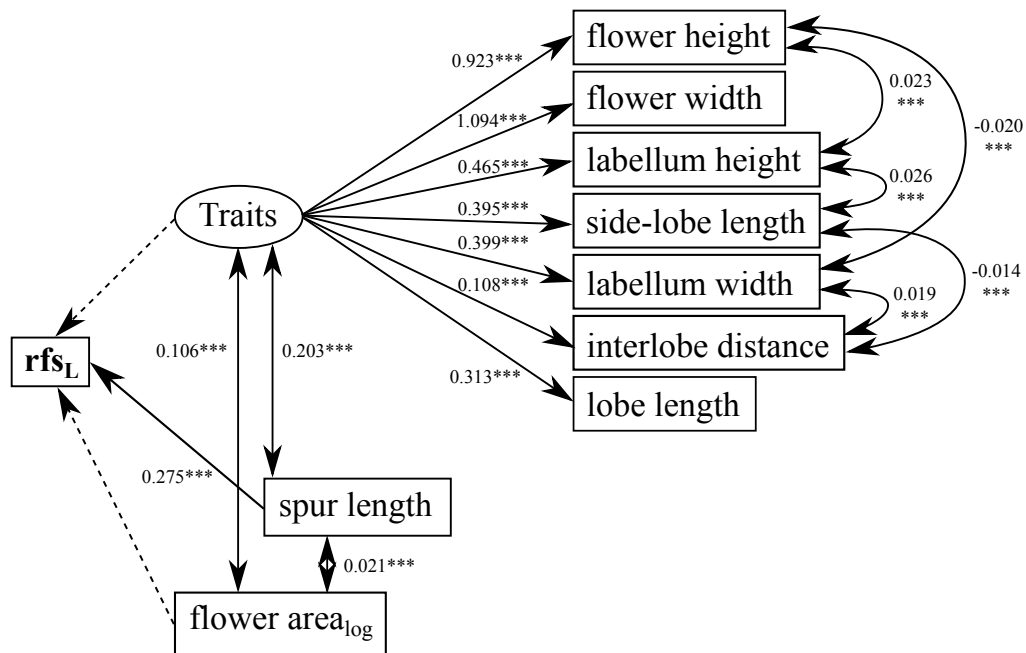 flower height
0.923***
0.023
***
flower width
1.094***
-0.020
***
labellum height
0.465***
0.026
***
Traits
0.395***
side-lobe length
0.399***
labellum width
-0.014
***
0.108***
0.019
***
interlobe distance
rfsL
0.106***
0.203***
0.313***
lobe length
0.275***
spur length
0.021***
flower arealog